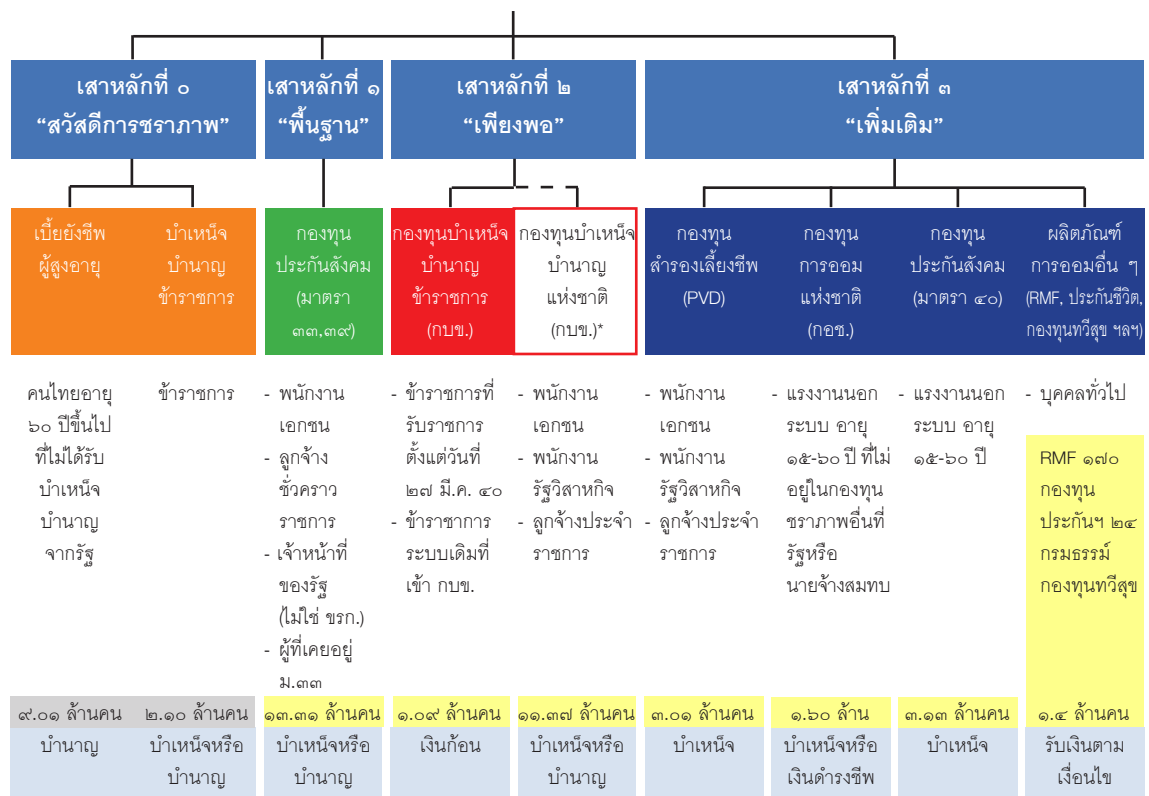 เสาหลักที่ ๐
“สวัสดีการชราภาพ”
เสาหลักที่ ๑
“พื้นฐาน”
เสาหลักที่ ๒
“เพียงพอ”
เสาหลักที่ ๓
“เพิ่มเติม”
เบี้ยยังชีพ
ผู้สูงอายุ
บำเหน็จ
บำนาญ
ข้าราชการ
กองทุน
ประกันสังคม
(มาตรา
๓๓,๓๙)
กองทุนบำเหน็จ
บำนาญ
ข้าราชการ
(กบข.)
กองทุนบำเหน็จ
บำนาญ
แห่งชาติ
(กบข.)*
กองทุน
สำรองเลี้ยงชีพ
(PVD)
กองทุน
การออม
แห่งชาติ
(กอช.)
กองทุน
ประกันสังคม
(มาตรา ๔๐)
ผลิตภัณฑ์
การออมอื่น ๆ
(RMF, ประกันชีวิต,
กองทุนทวีสุข ฯลฯ)
คนไทยอายุ
๖๐ ปีขึ้นไป
ที่ไม่ได้รับ
บำเหน็จ
บำนาญ
จากรัฐ
ข้าราชการ
- พนักงาน
เอกชน
- ลูกจ้าง
ชั่วคราว
ราชการ
- เจ้าหน้าที่
ของรัฐ
(ไม่ใช่ ขรก.)
- ผู้ที่เคยอยู่
ม.๓๓
- ข้าราชการที่
รับราชการ
ตั้งแต่วันที่
๒๗ มี.ค. ๔๐
- ข้าราชาการ
ระบบเดิมที่
เข้า กบข.
- พนักงาน
เอกชน
- พนักงาน
รัฐวิสาหกิจ
- ลูกจ้างประจำ
ราชการ
- พนักงาน
เอกชน
- พนักงาน
รัฐวิสาหกิจ
- ลูกจ้างประจำ
ราชการ
- แรงงานนอก
ระบบ อายุ
๑๕-๖๐ ปี ที่ไม่
อยู่ในกองทุน
ชราภาพอื่นที่
รัฐหรือ
นายจ้างสมทบ
- แรงงานนอก
ระบบ อายุ
๑๕-๖๐ ปี
- บุคคลทั่วไป
RMF ๑๗๐
กองทุน
ประกันฯ ๒๔
กรมธรรม์
กองทุนทวีสุข
๙.๐๑ ล้านคน
๒.๑๐ ล้านคน
๑๓.๓๑ ล้านคน
๑.๐๙ ล้านคน
๑๑.๓๗ ล้านคน
๓.๐๑ ล้านคน
๑.๖๐ ล้าน
๓.๑๓ ล้านคน
๑.๔ ล้านคน
บำนาญ
บำเหน็จหรือ
บำนาญ
บำเหน็จหรือ
บำนาญ
เงินก้อน
บำเหน็จหรือ
บำนาญ
บำเหน็จ
บำเหน็จหรือ
เงินดำรงชีพ
บำเหน็จ
รับเงินตาม
เงื่อนไข